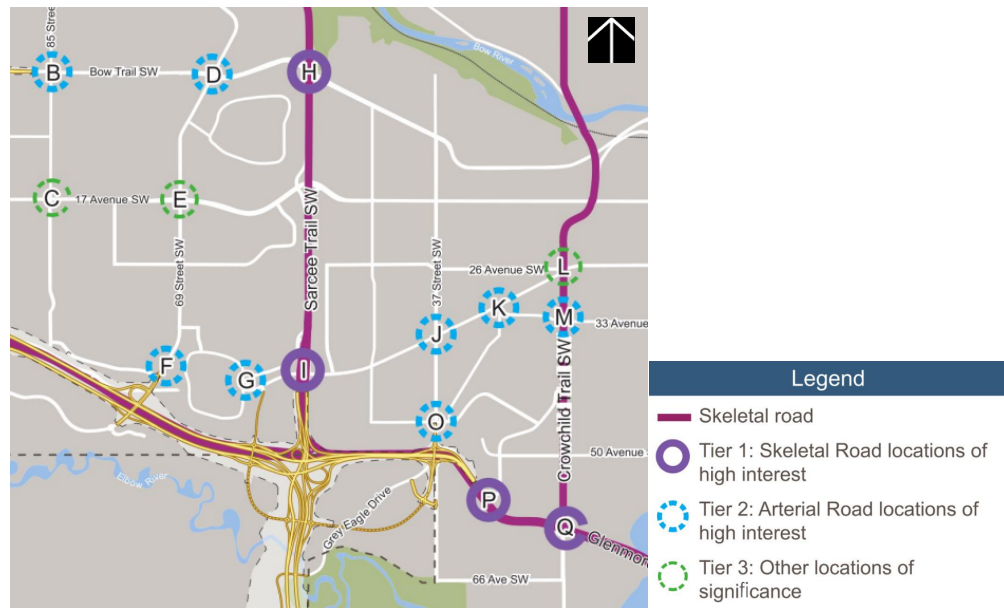 85 Street
Bow River
B
Bow Trail SW
D
H
C
17 Avenue SW
E
Sarcee Trail SW
69 Street SW
37 Street SW
26 Avenue SW
L
K
M
33 Avenue
J
F
G
I
O
Crowchild Trail SW
50 Avenue
Elbow River
Grey Eagle Drive
P
Q
Glenmor
66 Ave SW
Legend
Skeletal road
Tier 1: Skeletal Road locations of
high interest
Tier 2: Arterial Road locations of
high interest
Tier 3: Other locations of
significance